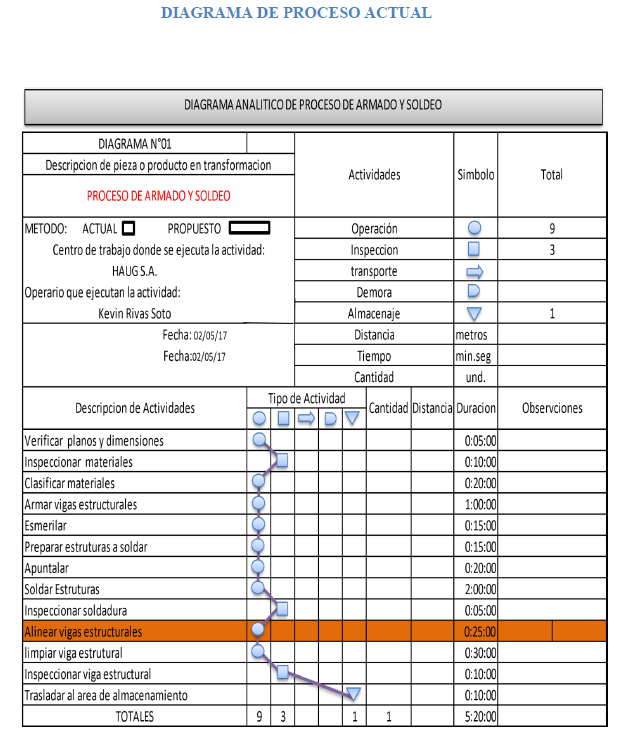 DIAGRAMA DE PROCESO ACTUAL
DIAGRAMA ANALITICO DE PROCESO DE ARMADO Y SOLDEO
DIAGRAMA N°01
Descripcion de pieza o producto en transformacion
PROCESO DE ARMADO Y SOLDEO
Actividades Simbolo Total
METODO: ACTUAL PROPUESTO
Centro de trabajo donde se ejecuta la actividad:
HAUG S.A.
Operario que ejecutan la actividad:
Kevin Rivas Soto
Fecha: 02/05/17
Fecha:02/05/17
Operación 9
Inspeccion 3
transporte
Demora
Almacenaje 1
Distancia metros
Tiempo min.seg
Cantidad und.
Descripcion de Actividades Tipo de Actividad Cantidad Distancia Duracion Observciones
Verificar planos y dimensiones 0:05:00
Inspeccionar materiales 0:10:00
Clasificar materiales 0:20:00
Armar vigas estructurales 1:00:00
Esmerilar 0:15:00
Preparar estruturas a soldar 0:15:00
Apuntalar 0:20:00
Soldar Estruturas 2:00:00
Inspeccionar soldadura 0:05:00
Alinear vigas estructurales 0:25:00
limpiar viga estrutural 0:30:00
Inspeccionar viga estructural 0:10:00
Trasladar al area de almacenamiento 0:10:00
TOTALES 9 3 1 1 5:20:00